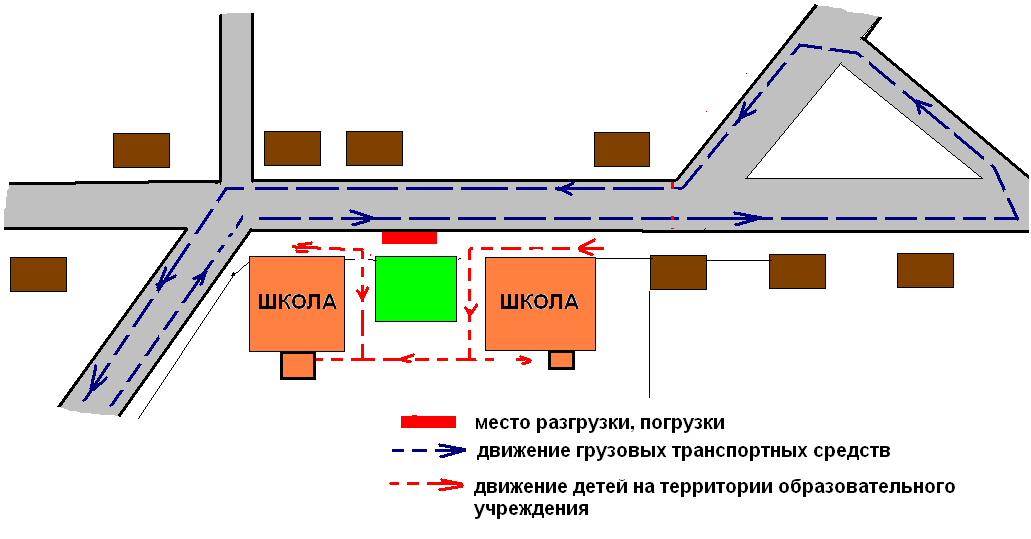 ШКОЛА
ШКОЛА
место разгрузки, погрузки
движение грузовых транспортных средств
движение детей на территории образовательного
учреждения